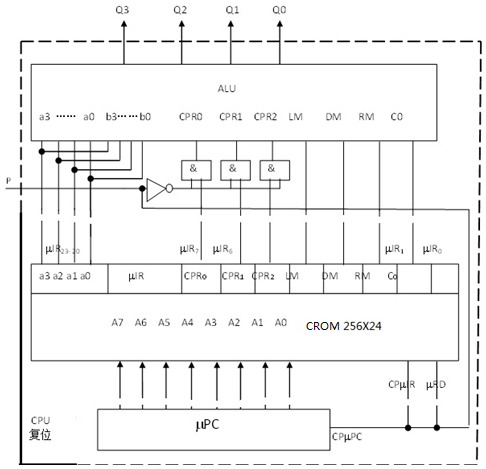 Q3 Q2 Q1 Q0
ALU
a3 ······ a0 b3······b0 CPR0 CPR1 CPR2 LM DM RM C0
& & &
P
μIR23-20 μIR7 μIR6 μIR1 μIR0
a3 a2 a1 a0 μIR CPR0 CPR1 CPR2 LM DM RM C0
A7 A6 A5 A4 A3 A2 A1 A0 CROM 256X24
CPμIR μRD
CPU
复位
μPC
CPμPC